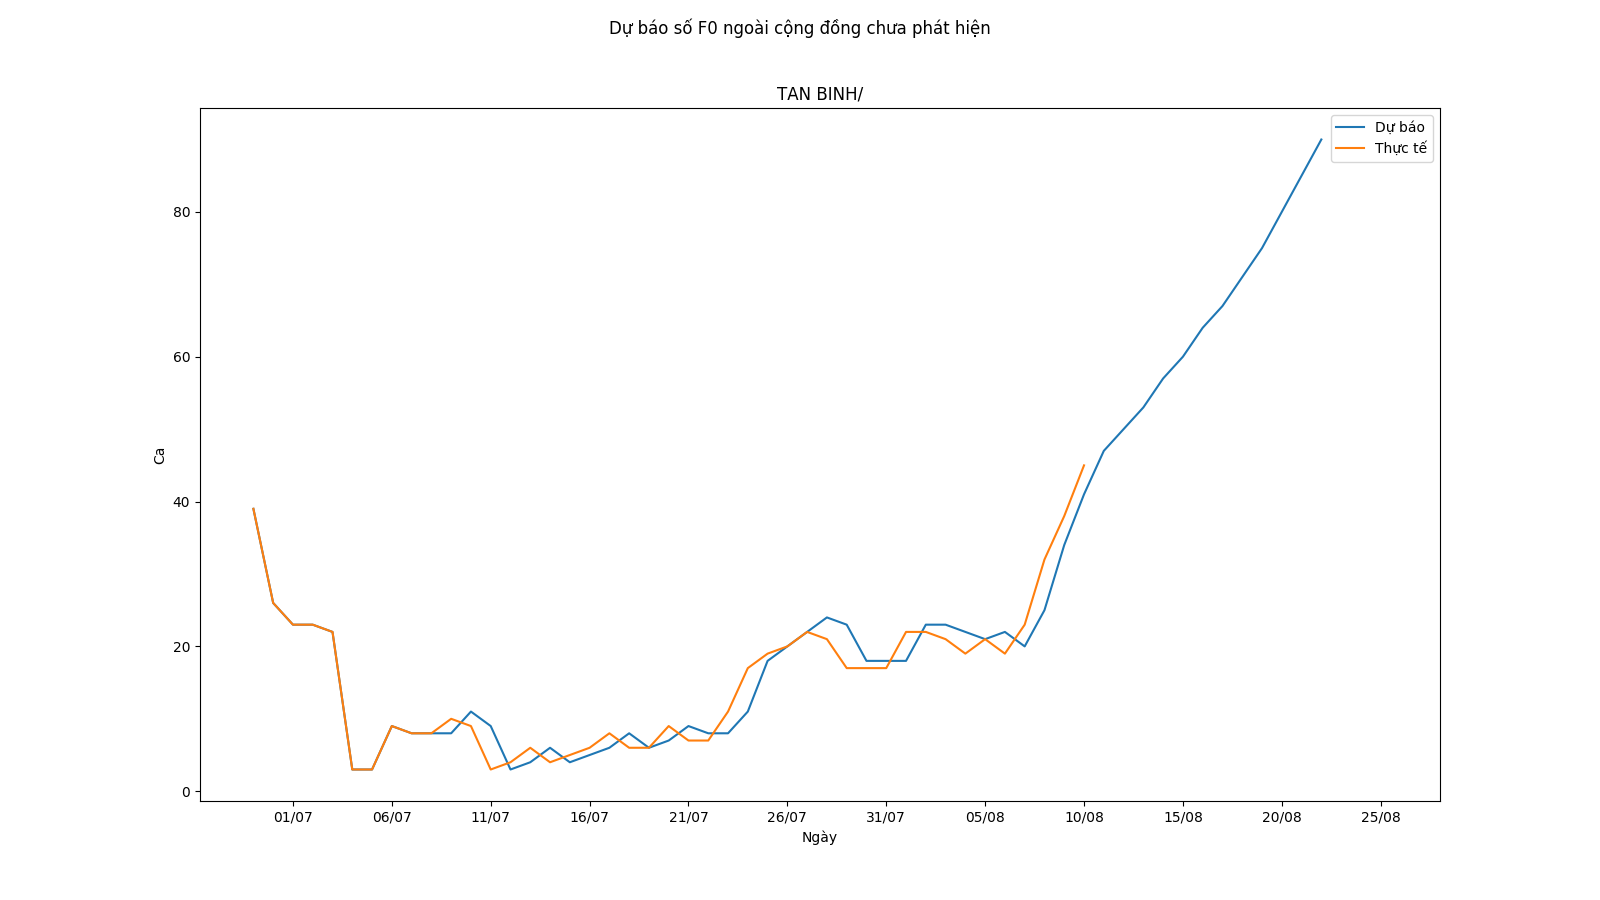 Dự báo số F0 ngoài cộng đồng chưa phát hiện
TAN BINH/
Dự báo
Thực tế
80
60
40
20
0
Ca
01/07 06/07 11/07 16/07 21/07 26/07 31/07 05/08 10/08 15/08 20/08 25/08
Ngày